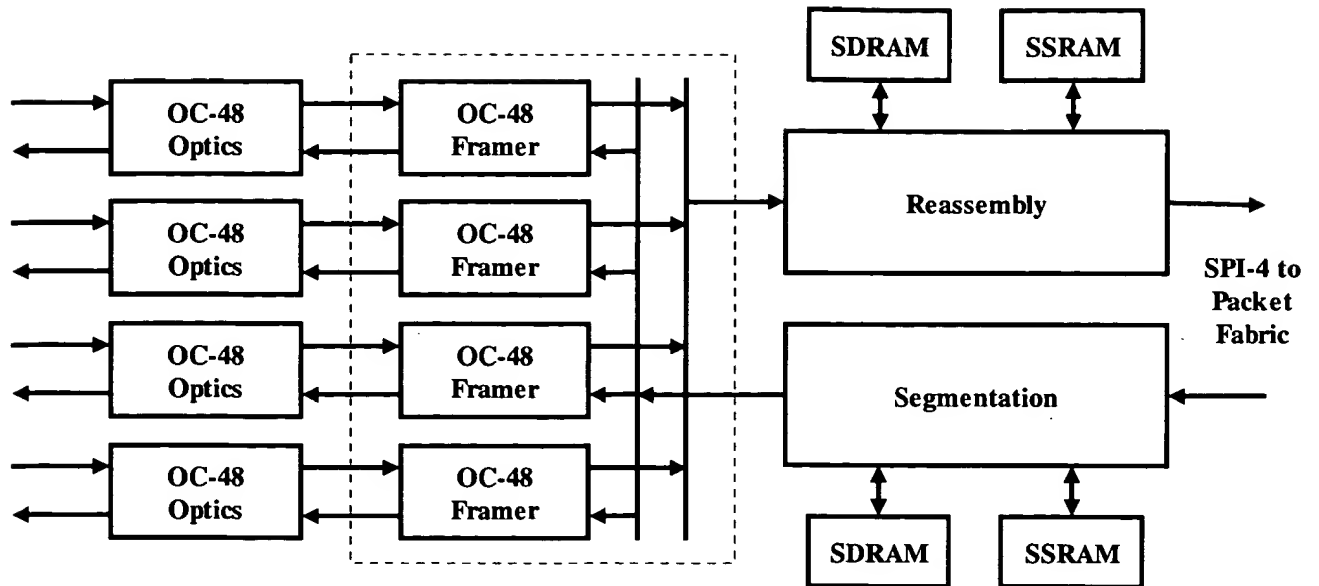 SDRAM
SSRAM
OC-48
Optics
OC-48
Framer
OC-48
Optics
OC-48
Framer
Reassembly
SPI-4 to
Packet
Fabric
OC-48
Optics
OC-48
Framer
Segmentation
OC-48
Optics
OC-48
Framer
SDRAM
SSRAM